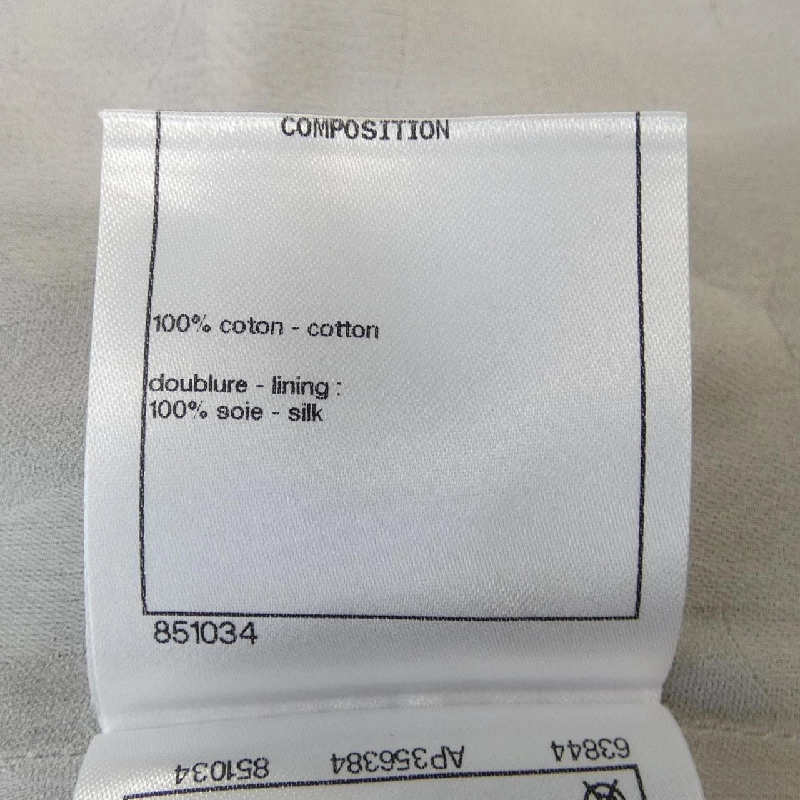 COMPOSITION
100% coton - cotton
doublure - lining :
100% soie - silk
851034
63844 AP356384 851034